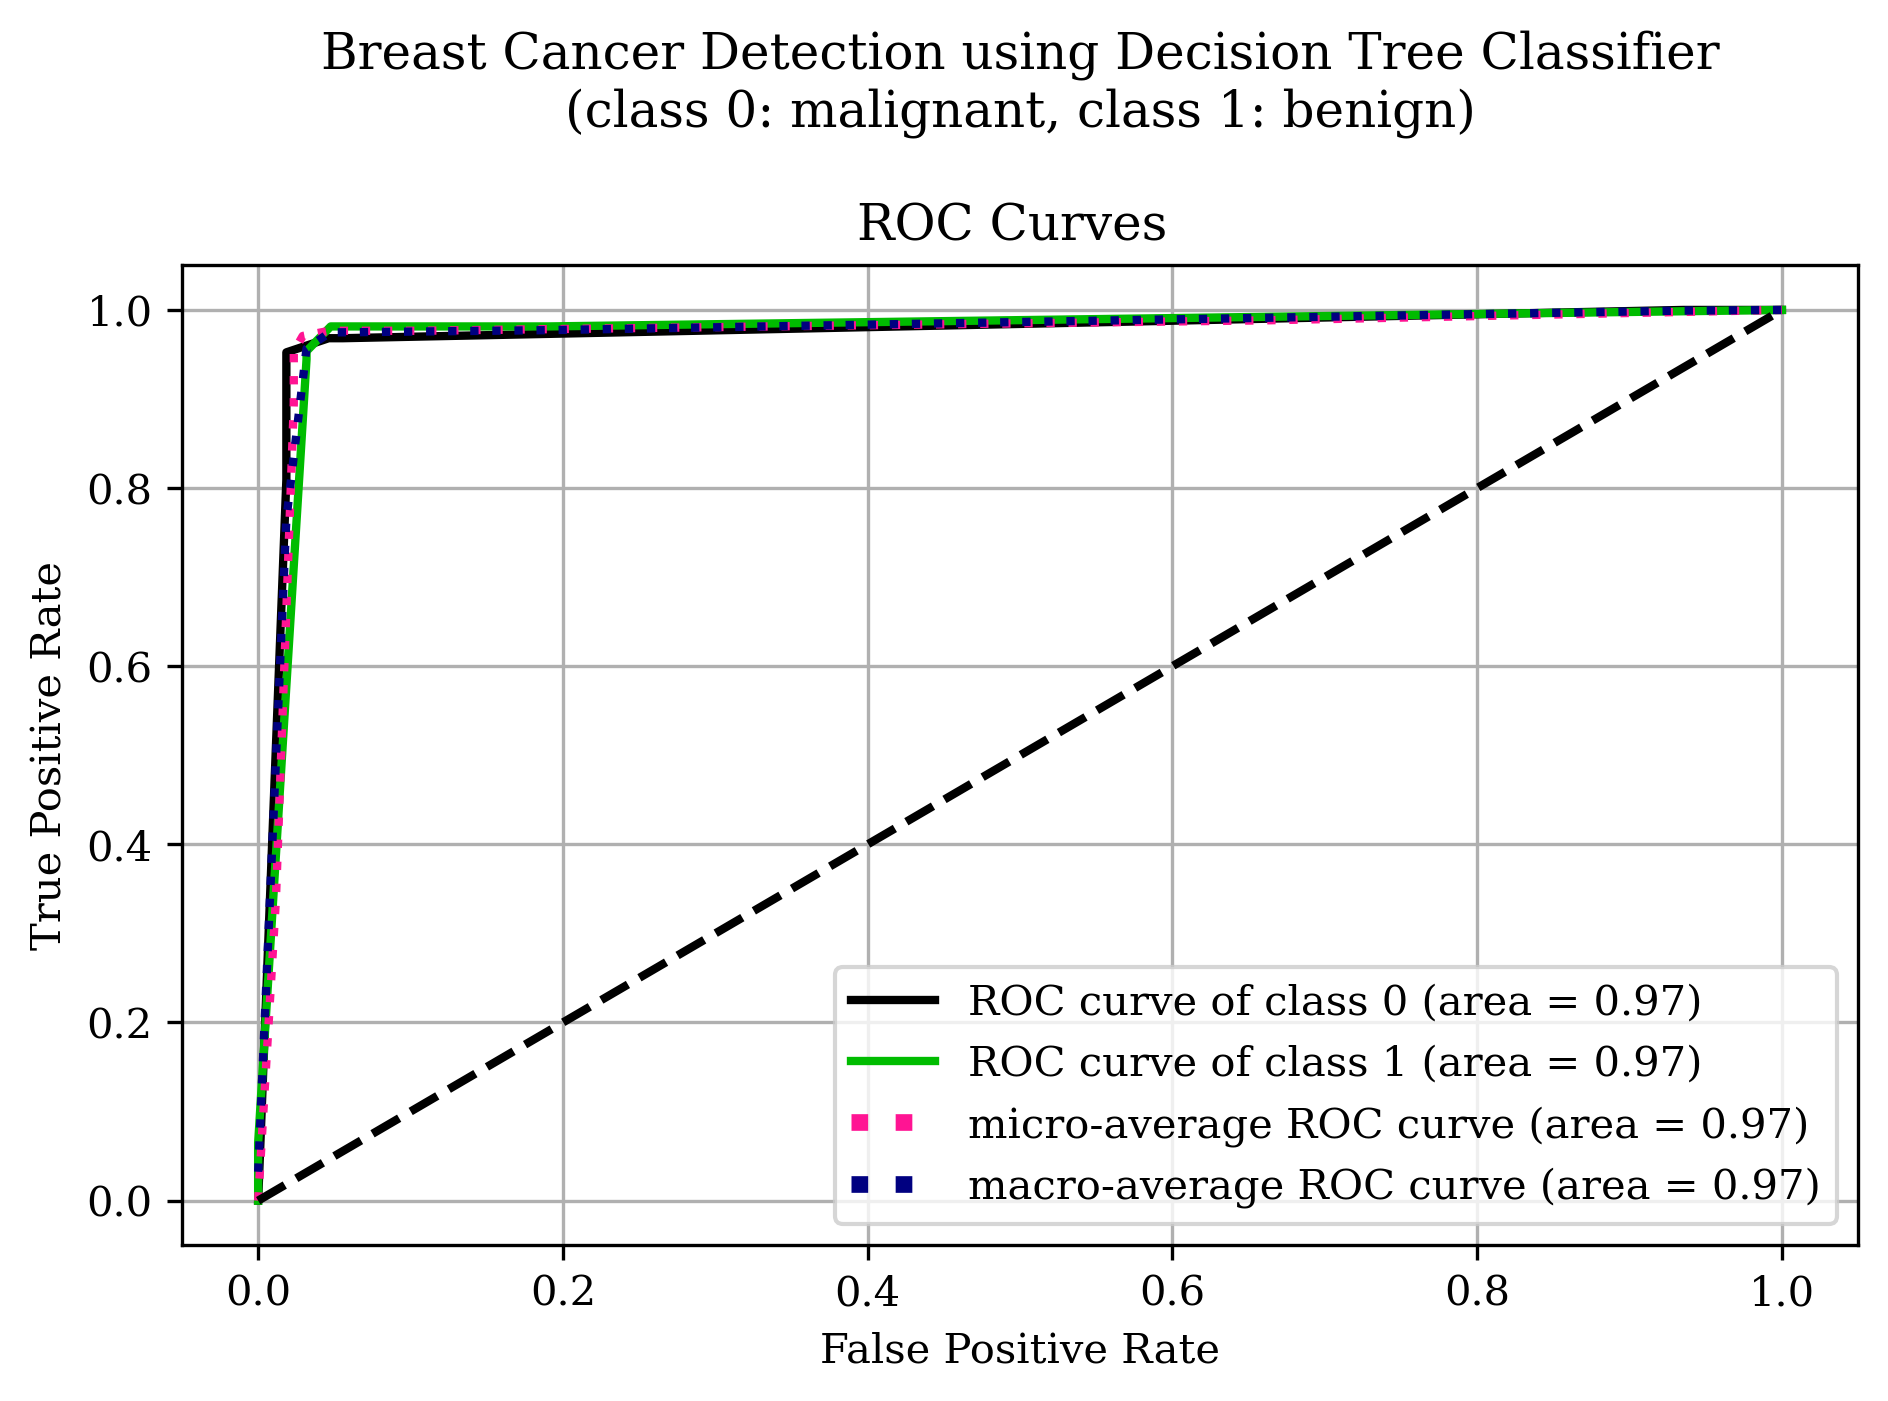 Breast Cancer Detection using Decision Tree Classifier
(class 0: malignant, class 1: benign)
ROC Curves
True Positive Rate
1.0
0.8
0.6
0.4
0.2
0.0
ROC curve of class 0 (area = 0.97)
ROC curve of class 1 (area = 0.97)
micro-average ROC curve (area = 0.97)
macro-average ROC curve (area = 0.97)
0.0 0.2 0.4 0.6 0.8 1.0
False Positive Rate